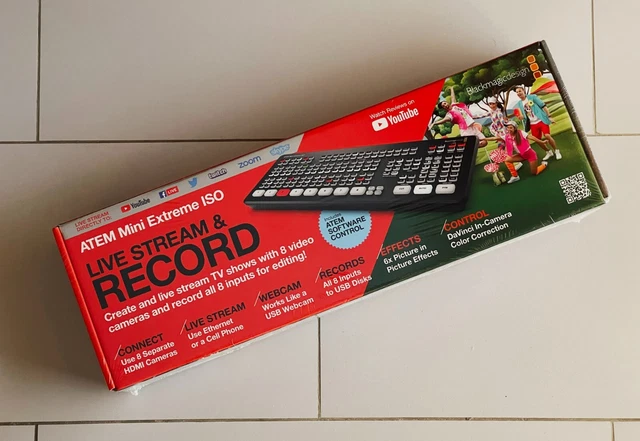 LIVE STREAM
DIRECTLY TO:
YouTube
LIVE
twitch
zoom
skype
Watch Reviews on
YouTube
Blackmagicdesign
ATEM Mini Extreme ISO
LIVE STREAM &
RECORD
Create and live stream TV shows with 8 video
cameras and record all 8 inputs for editing!
INCLUDES
ATEM
SOFTWARE
CONTROL
CONNECT
Use 8 Separate
HDMI Cameras
LIVE STREAM
Use Ethernet
or a Cell Phone
WEBCAM
Works Like a
USB Webcam
RECORDS
All 8 Inputs
to USB Disks
EFFECTS
6x Picture in
Picture Effects
CONTROL
DaVinci In-Camera
Color Correction